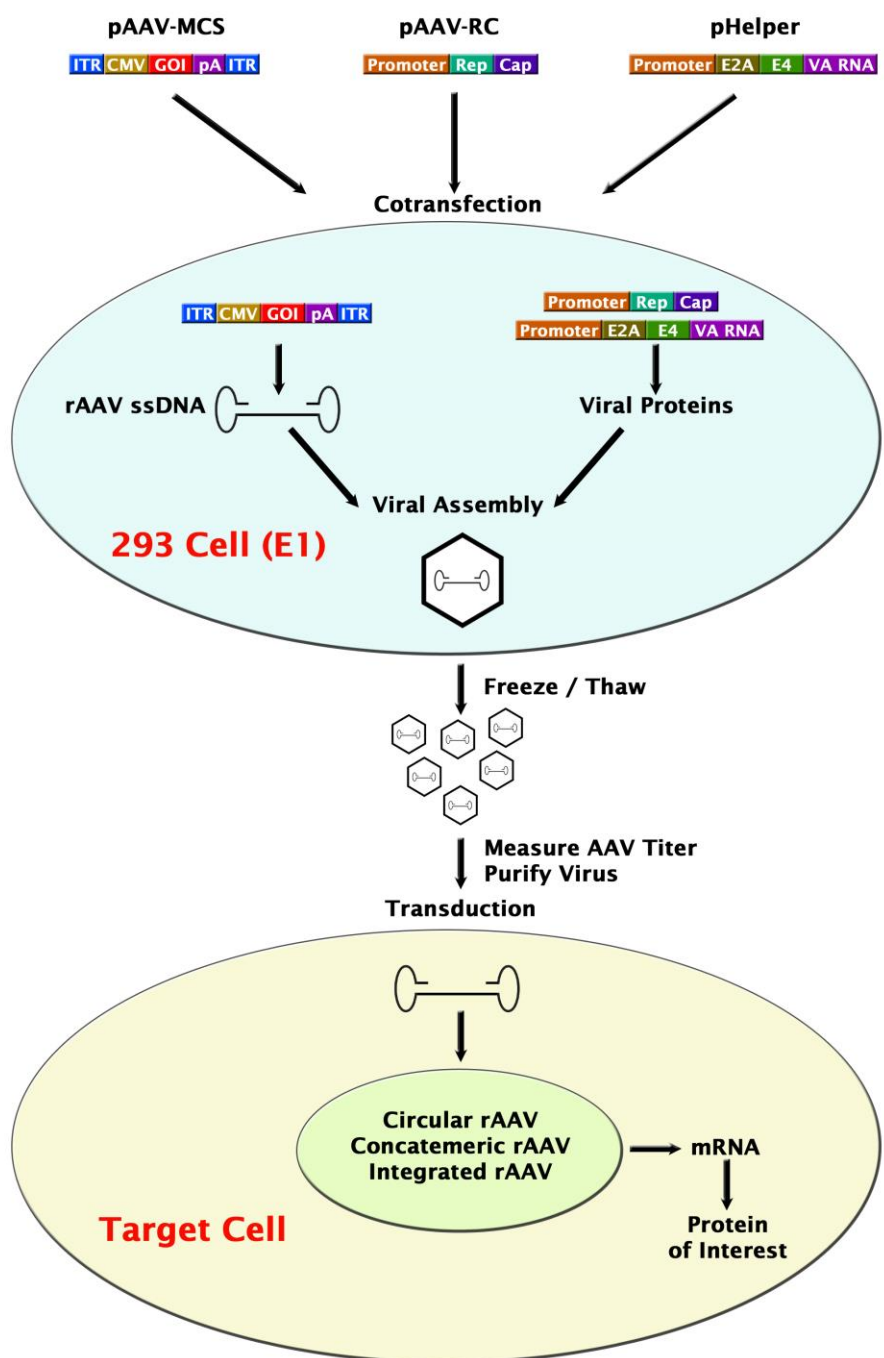 pAAV-MCS pAAV-RC pHelper
ITR CMV GOI pA ITR Promoter Rep Cap Promoter E2A E4 VA RNA
Cotransfection
ITR CMV GOI pA ITR
Promoter Rep Cap
Promoter E2A E4 VA RNA
rAAV ssDNA
Viral Proteins
Viral Assembly
293 Cell (E1)
Freeze / Thaw
Measure AAV Titer
Purify Virus
Transduction
Circular rAAV
Concatemeric rAAV
Integrated rAAV
mRNA
Protein
of Interest
Target Cell